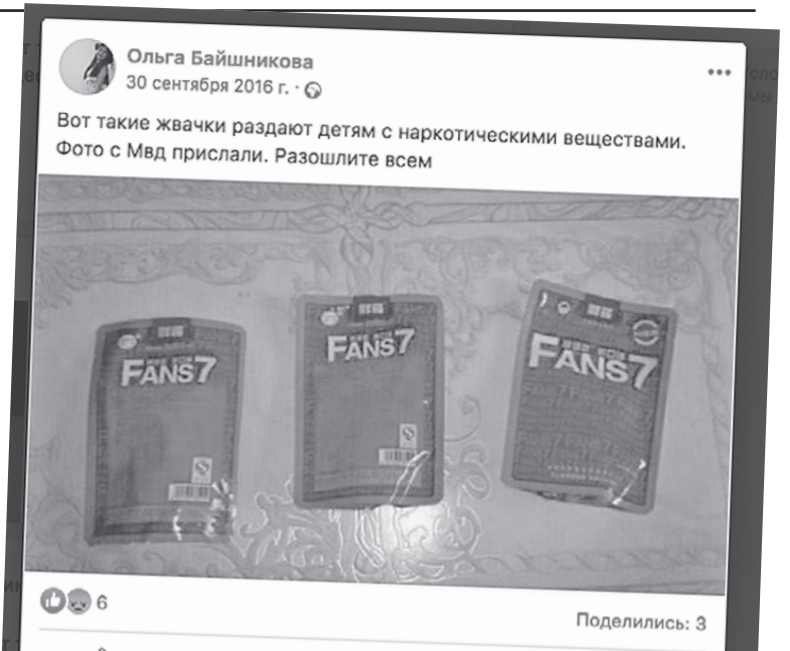 Ольга Байшникова
30 сентября 2016 г. ·
Вот такие жвачки раздают детям с наркотическими веществами.
Фото с Мвд прислали. Разошлите всем
FANS7
FANS7
FANS7
6
Поделились: 3